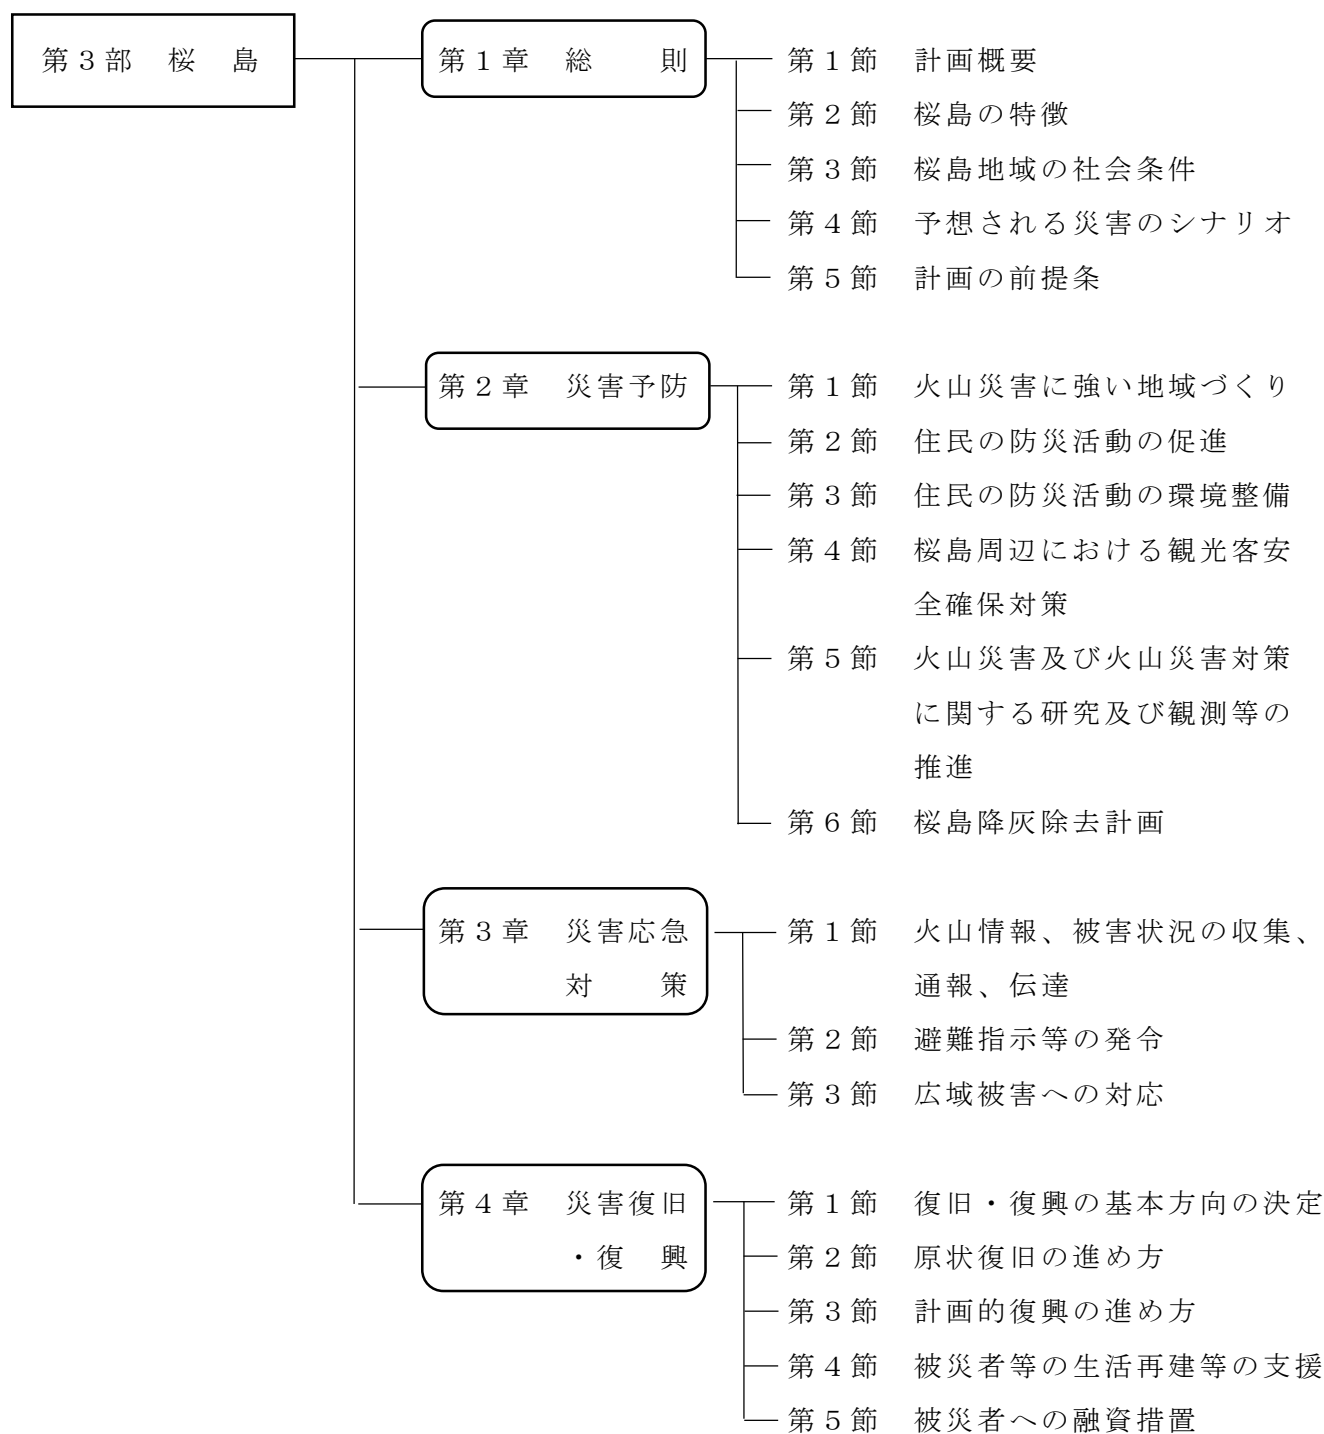 第３部　桜　島
第１章　総　　則
第１節　計画概要
第２節　桜島の特徴
第３節　桜島地域の社会条件
第４節　予想される災害のシナリオ
第５節　計画の前提条
第２章　災害予防
第１節　火山災害に強い地域づくり
第２節　住民の防災活動の促進
第３節　住民の防災活動の環境整備
第４節　桜島周辺における観光客安
全確保対策
第５節　火山災害及び火山災害対策
に関する研究及び観測等の
推進
第６節　桜島降灰除去計画
第３章　災害応急
対　　策
第１節　火山情報、被害状況の収集、
通報、伝達
第２節　避難指示等の発令
第３節　広域被害への対応
第４章　災害復旧
・復　興
第１節　復旧・復興の基本方向の決定
第２節　原状復旧の進め方
第３節　計画的復興の進め方
第４節　被災者等の生活再建等の支援
第５節　被災者への融資措置